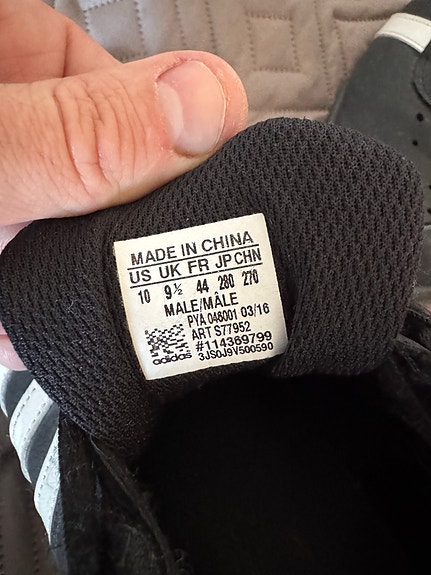 MADE IN CHINA
US UK FR JP CHN
10 9½ 44 280 270
MALE/MÂLE
PYA 048001 03/16
ART S77952
#114369799
adidas 3JS0J9V500590